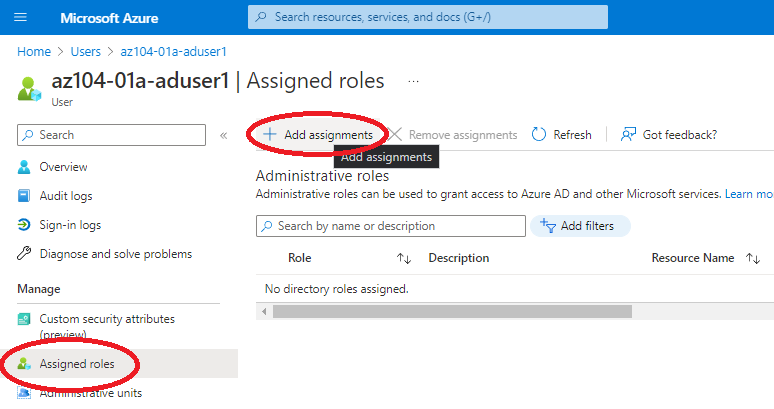 Microsoft Azure
Search resources, services, and docs (G+/)
Home > Users > az104-01a-aduser1 >
az104-01a-aduser1 | Assigned roles ...
User
Search
«
Add assignments
Remove assignments
Refresh
Got feedback?
Add assignments
Overview
Audit logs
Sign-in logs
Diagnose and solve problems
Manage
Custom security attributes
(preview)
Assigned roles
Administrative units
Administrative roles
Administrative roles can be used to grant access to Azure AD and other Microsoft services. Learn mo
Search by name or description
Add filters
Role
Description
Resource Name
No directory roles assigned.